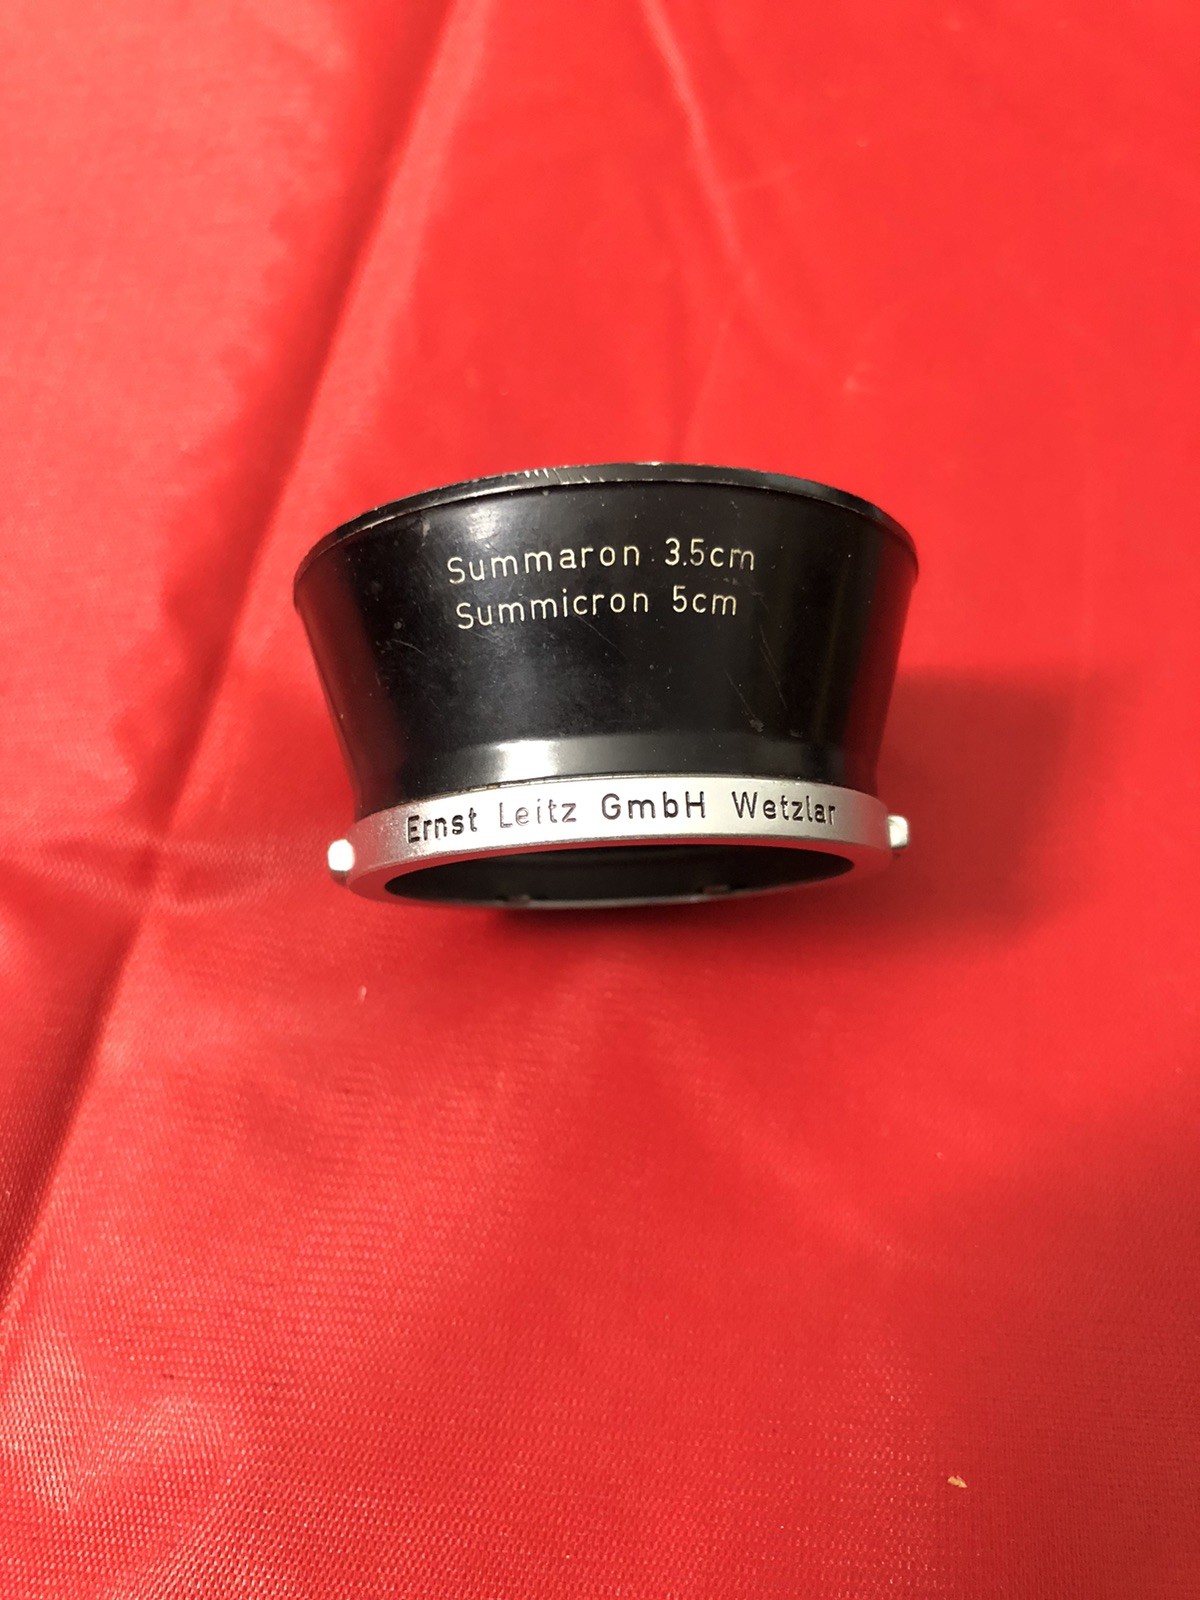 Summaron 3.5cm
Summicron 5cm
Ernst Leitz GmbH Wetzlar